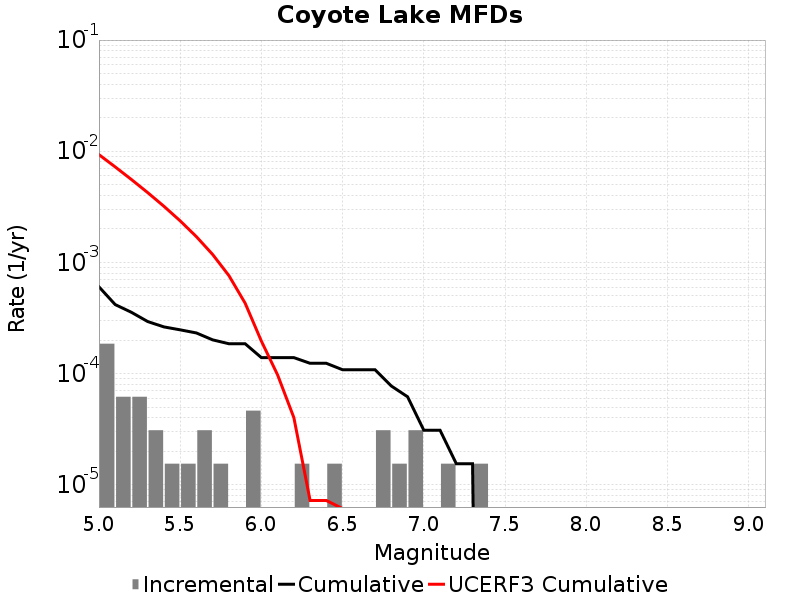 Coyote Lake MFDs
10^-1
10^-2
10^-3
10^-4
10^-5
Rate (1/yr)
5.0 5.5 6.0 6.5 7.0 7.5 8.0 8.5 9.0
Magnitude
Incremental Cumulative UCERF3 Cumulative